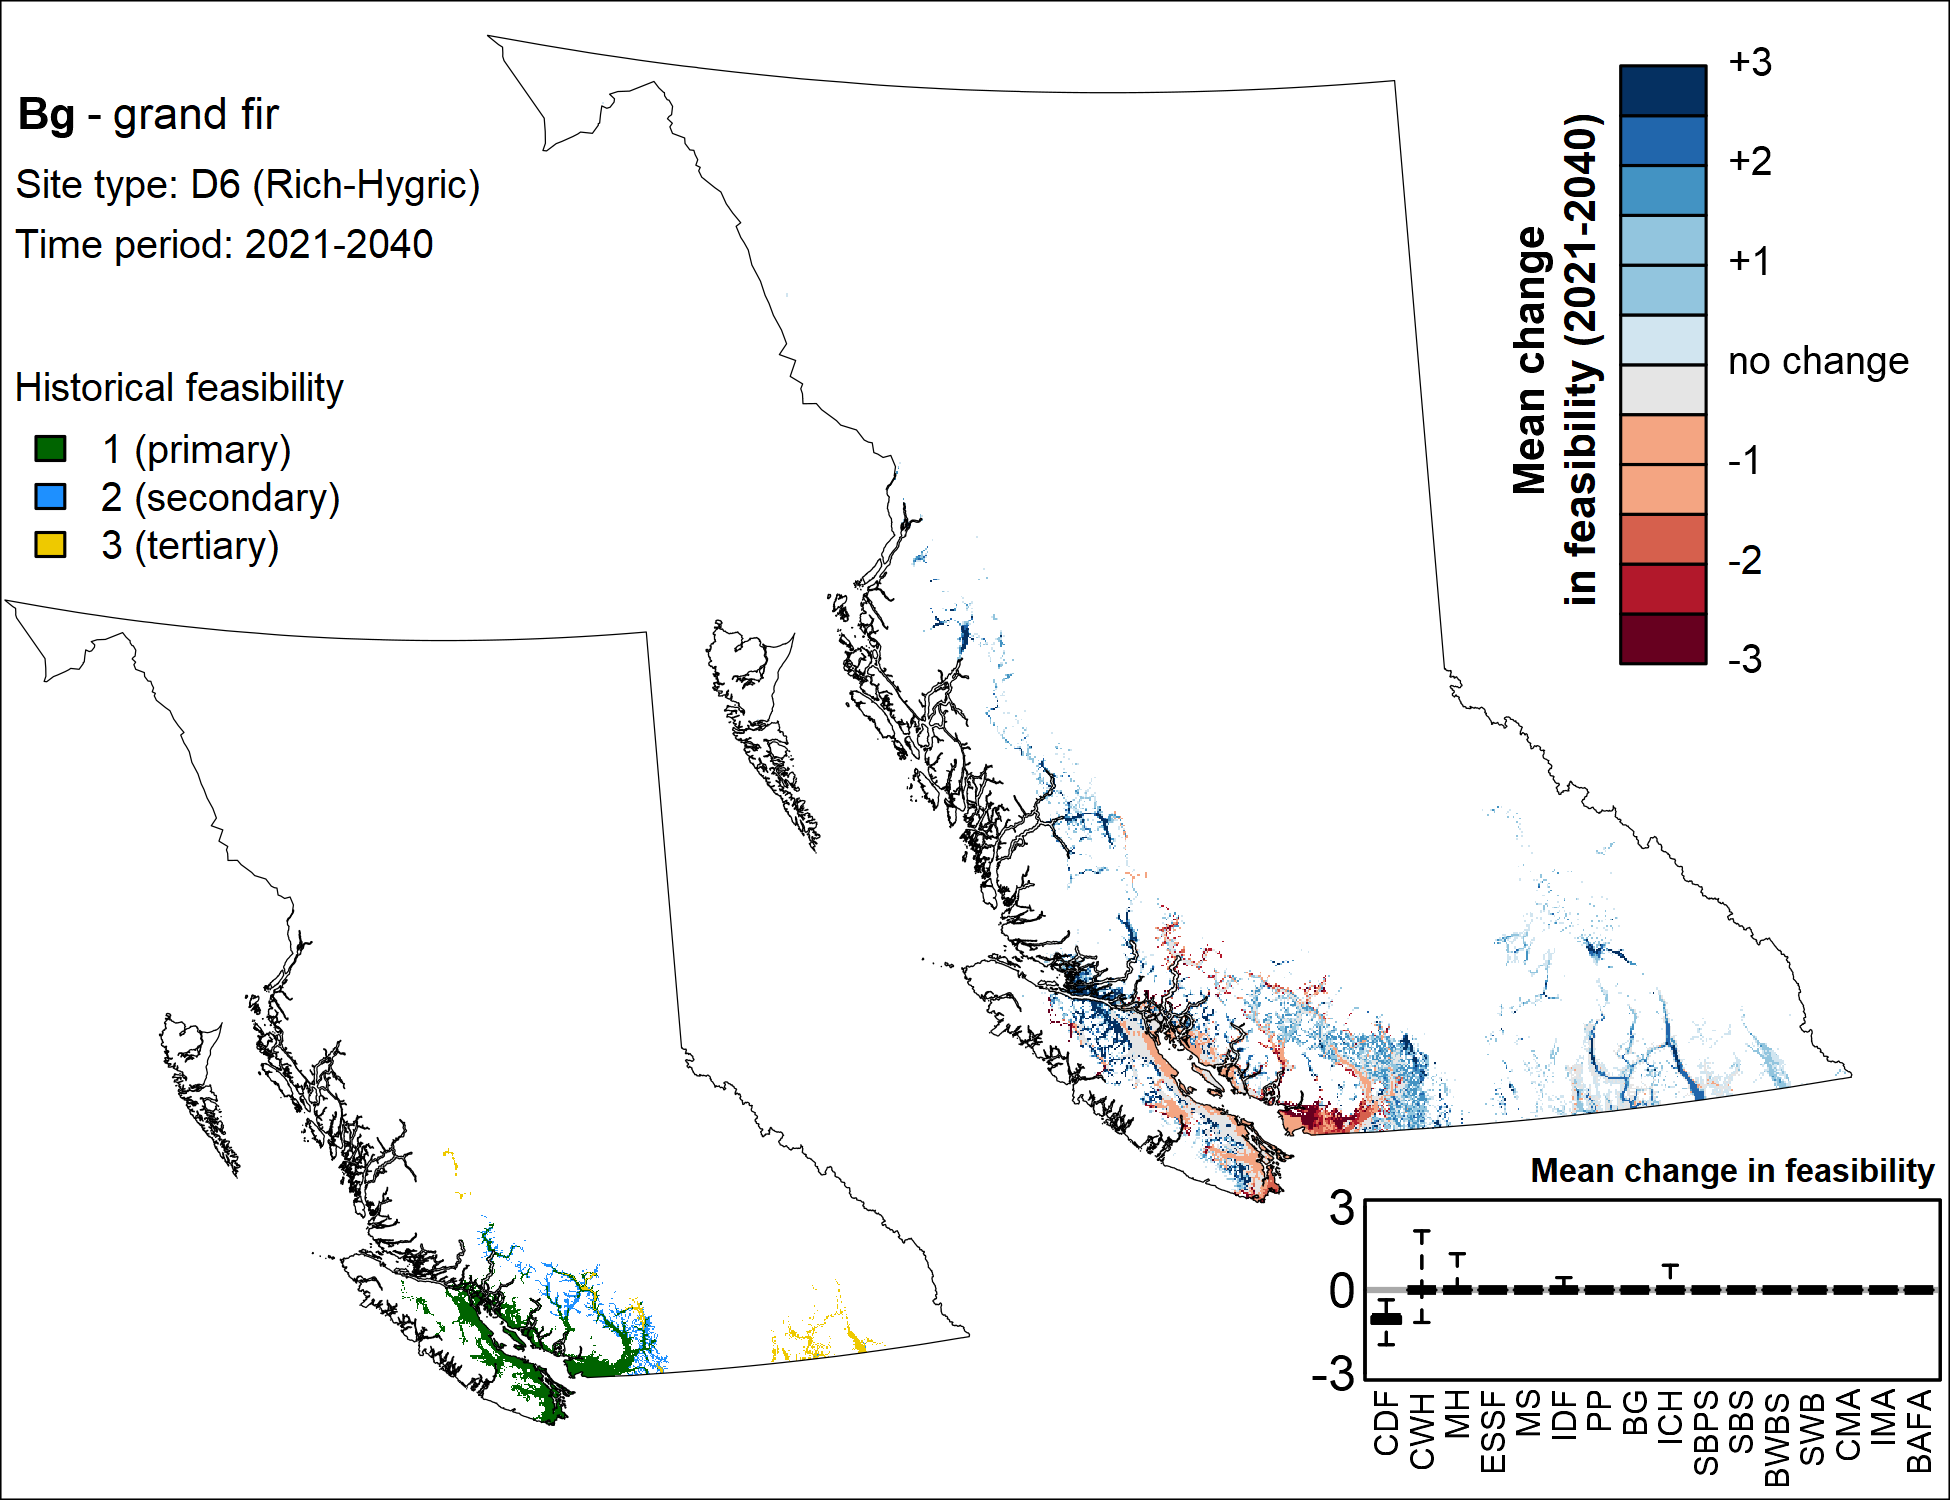 Bg - grand fir
Site type: D6 (Rich-Hygric)
Time period: 2021-2040
Historical feasibility
1 (primary)
2 (secondary)
3 (tertiary)
Mean change
in feasibility (2021-2040)
+3
+2
+1
no change
-1
-2
-3
Mean change in feasibility
3
0
-3
CDF
CWH
MH
ESSF
MS
IDF
PP
BG
ICH
SBPS
SBS
BWBS
SWB
CMA
IMA
BAFA